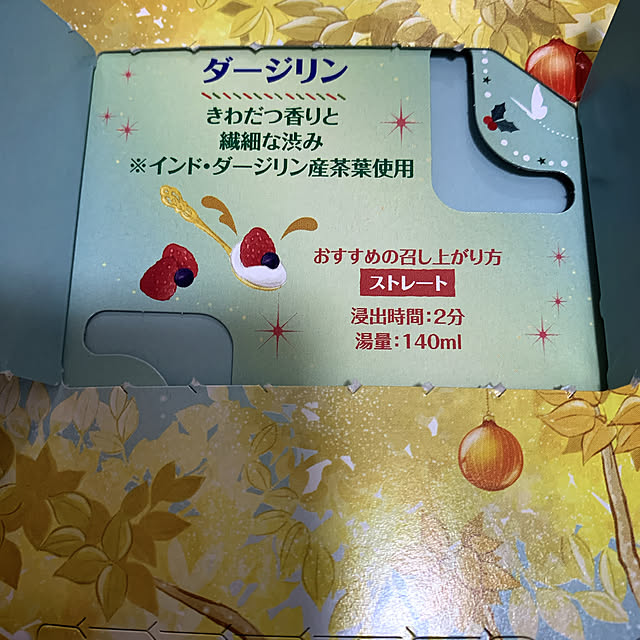 ダージリン
きわだつ香りと
繊細な渋み
※インド・ダージリン産茶葉使用
おすすめの召し上がり方
ストレート
浸出時間：2分
湯量：140ml